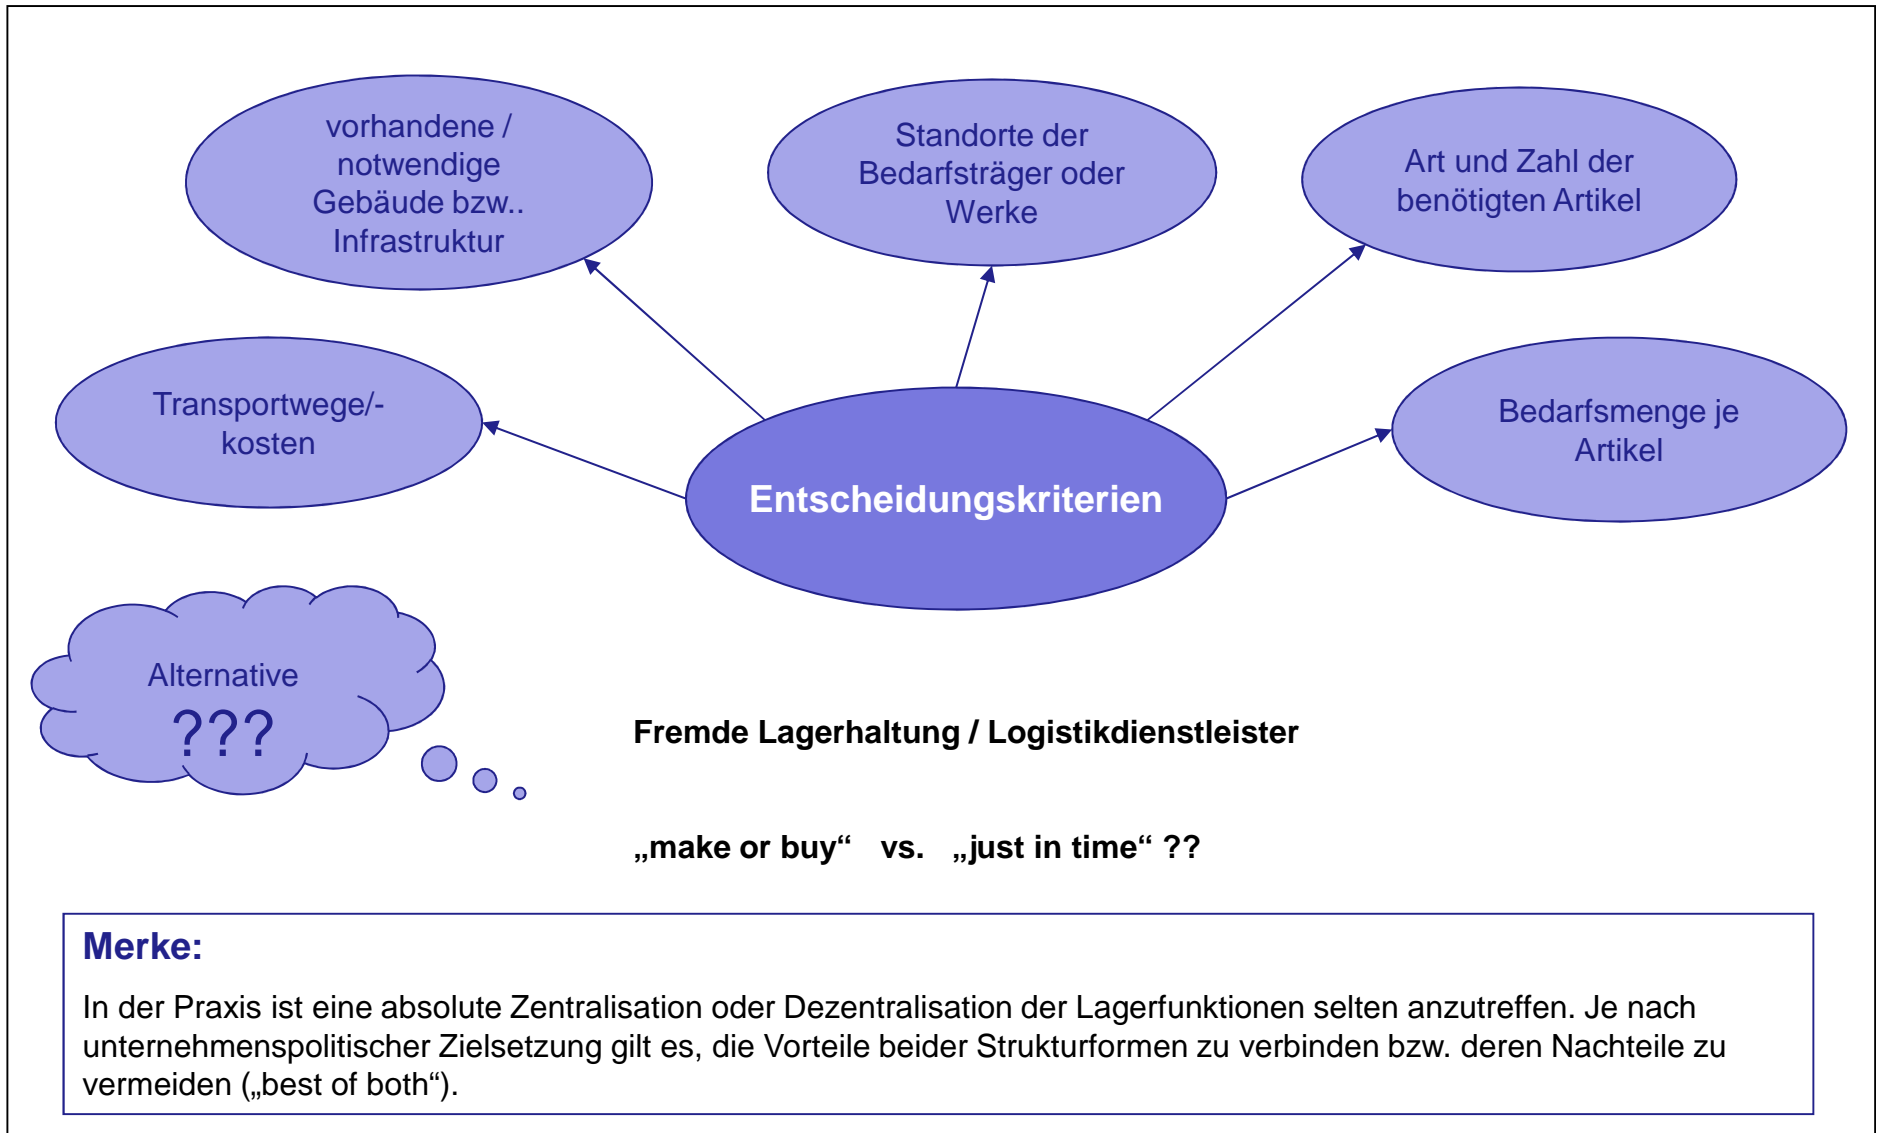 vorhandene /
notwendige
Gebäude bzw..
Infrastruktur
Standorte der
Bedarfsträger oder
Werke
Art und Zahl der
benötigten Artikel
Transportwege/-
kosten
Bedarfsmenge je
Artikel
Entscheidungskriterien
Alternative
???
Fremde Lagerhaltung / Logistikdienstleister
„make or buy“ vs. „just in time“ ??
Merke:
In der Praxis ist eine absolute Zentralisation oder Dezentralisation der Lagerfunktionen selten anzutreffen. Je nach
unternehmenspolitischer Zielsetzung gilt es, die Vorteile beider Strukturformen zu verbinden bzw. deren Nachteile zu
vermeiden („best of both“).